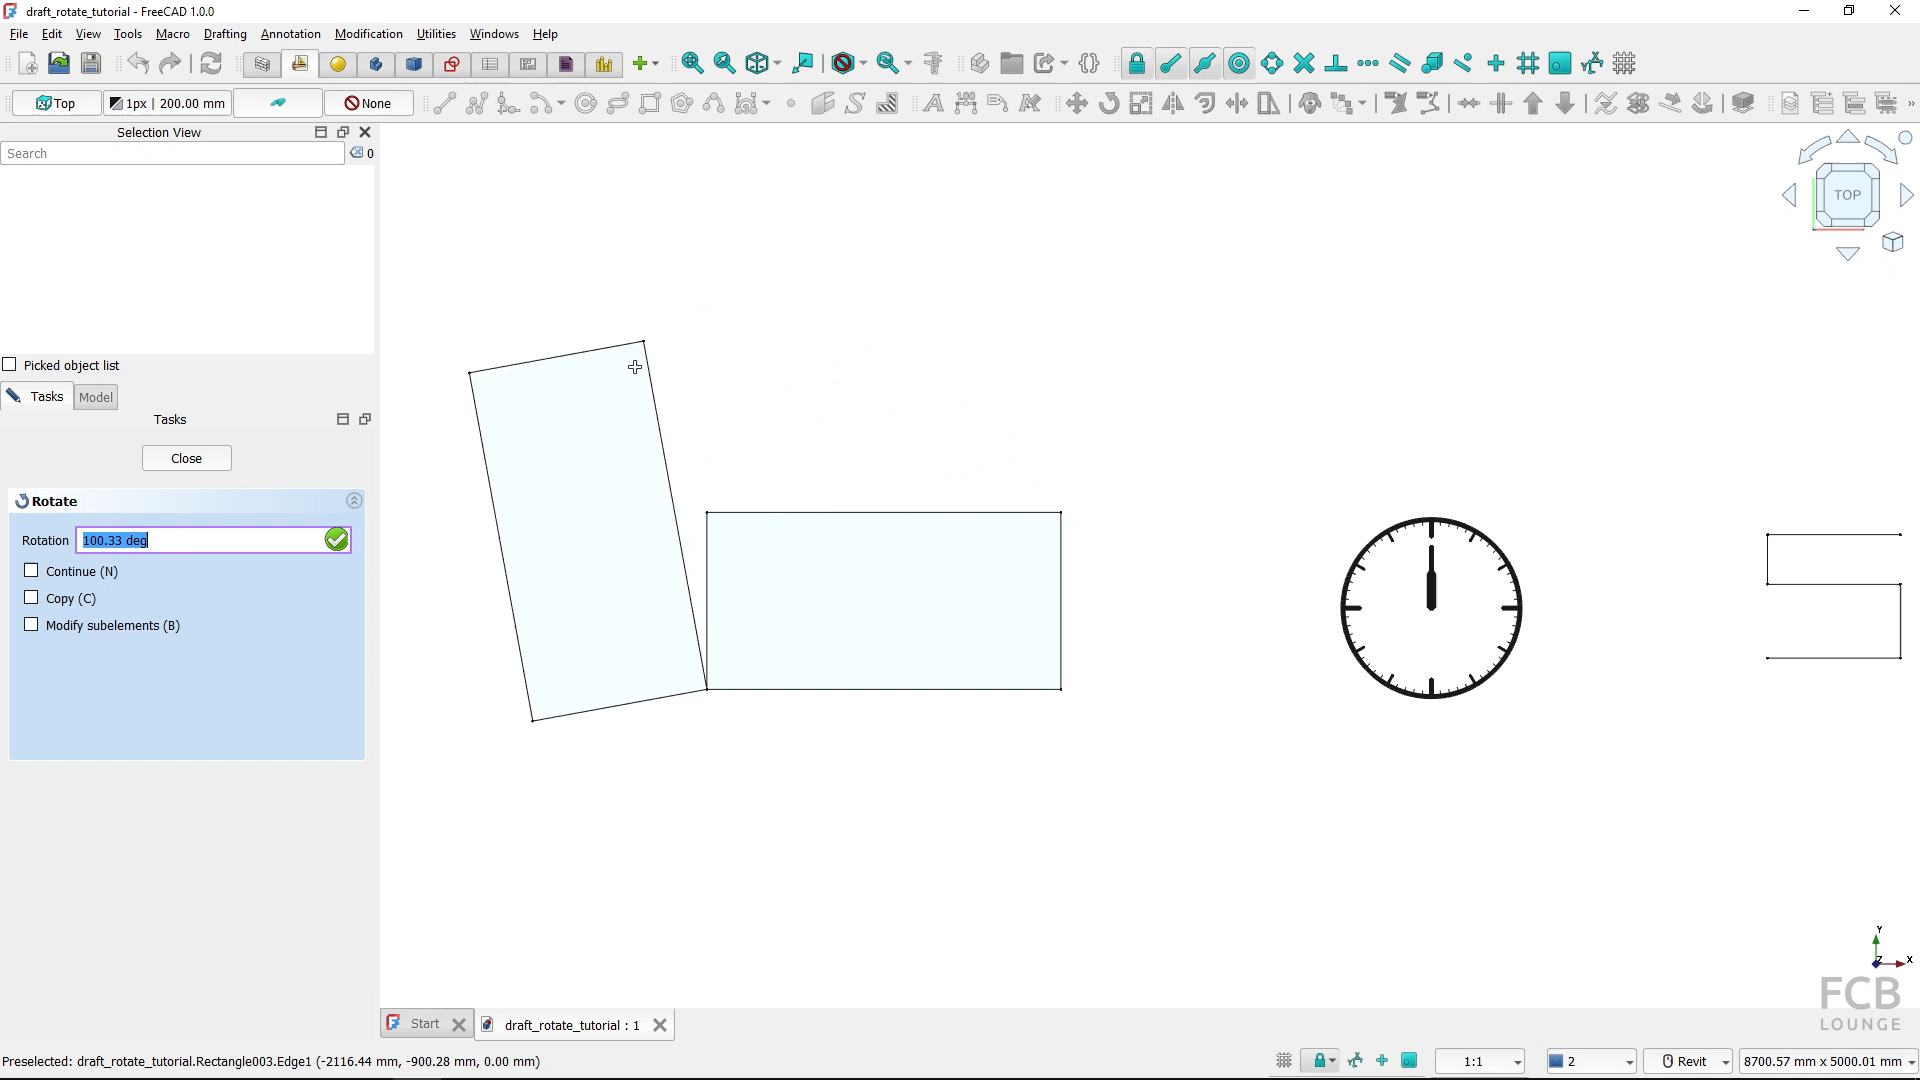 draft_rotate_tutorial - FreeCAD 1.0.0
File Edit View Tools Macro Drafting Annotation Modification Utilities Windows Help
Top 1px | 200.00 mm None
Selection View
Search 0
Picked object list
Tasks Model
Tasks
Close
Rotate
Rotation 100.33 deg
Continue (N)
Copy (C)
Modify subelements (B)
TOP
Y
Z X
FCB
LOUNGE
Start draft_rotate_tutorial : 1
Preselected: draft_rotate_tutorial.Rectangle003.Edge1 (-2116.44 mm, -900.28 mm, 0.00 mm) 1:1 2 Revit 8700.57 mm x 5000.01 mm